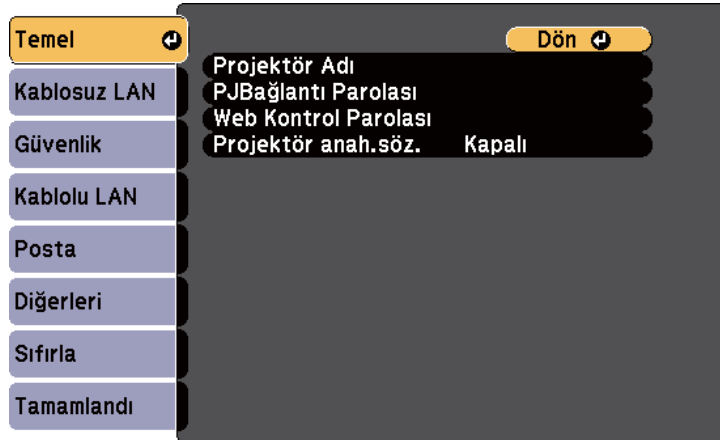 Temel
Kablosuz LAN
Güvenlik
Kablolu LAN
Posta
Diğerleri
Sıfırla
Tamamlandı
Dön
Projektör Adı
PJBağlantı Parolası
Web Kontrol Parolası
Projektör anah.söz. Kapalı